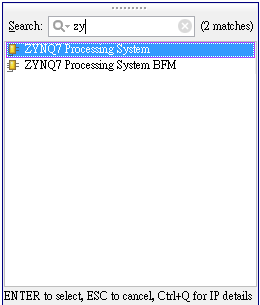 Search: zy (2 matches)
ZYNQ7 Processing System
ZYNQ7 Processing System BFM
ENTER to select, ESC to cancel, Ctrl+Q for IP details